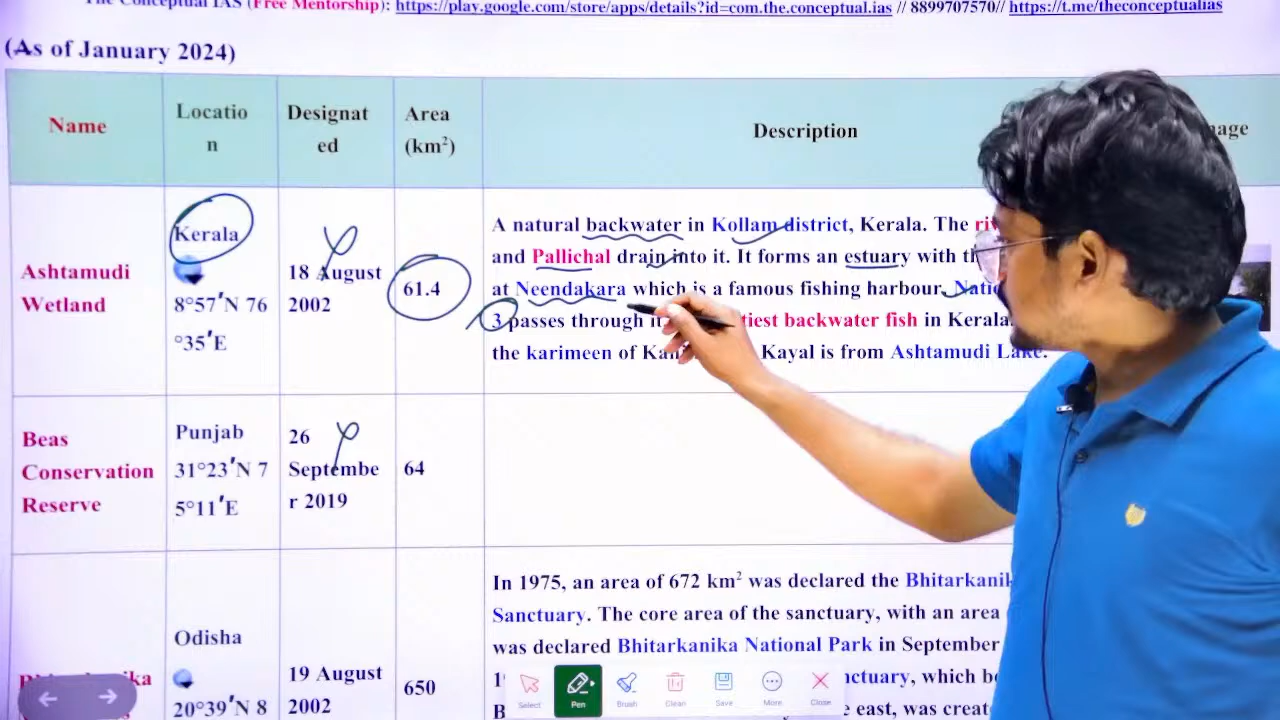 The Conceptual IAS (Free Mentorship): https://play.google.com/store/apps/details?id=com.the.conceptual.ias // 8899707570// https://t.me/theconceptualias
(As of January 2024)
Name
Locatio
n
Designat
ed
Area
(km²)
Description
Ashtamudi
Wetland
Kerala
8°57′N 76
°35′E
18 August
2002
61.4
A natural backwater in Kollam district, Kerala. The
and Pallichal drain into it. It forms an estuary with
at Neendakara which is a famous fishing harbour.
3 passes through backwater fish in Kerala
the karimeen of Kayal is from Ashtamudi Lake.
Beas
Conservation
Reserve
Punjab
31°23′N 7
5°11′E
26
Septembe
r 2019
64
Odisha
20°39′N 8
19 August
2002
650
In 1975, an area of 672 km² was declared the
Sanctuary. The core area of the sanctuary, with an area
was declared Bhitarkanika National Park in September
which
east, was
Select
Pen
Brush
Clean
Save
More
Close